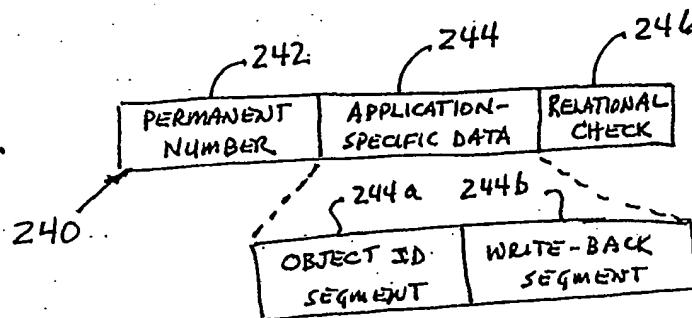 242 244 246
PERMANENT NUMBER
APPLICATION-SPECIFIC DATA
RELATIONAL CHECK
240
244a 244b
OBJECT ID SEGMENT
WRITE-BACK SEGMENT